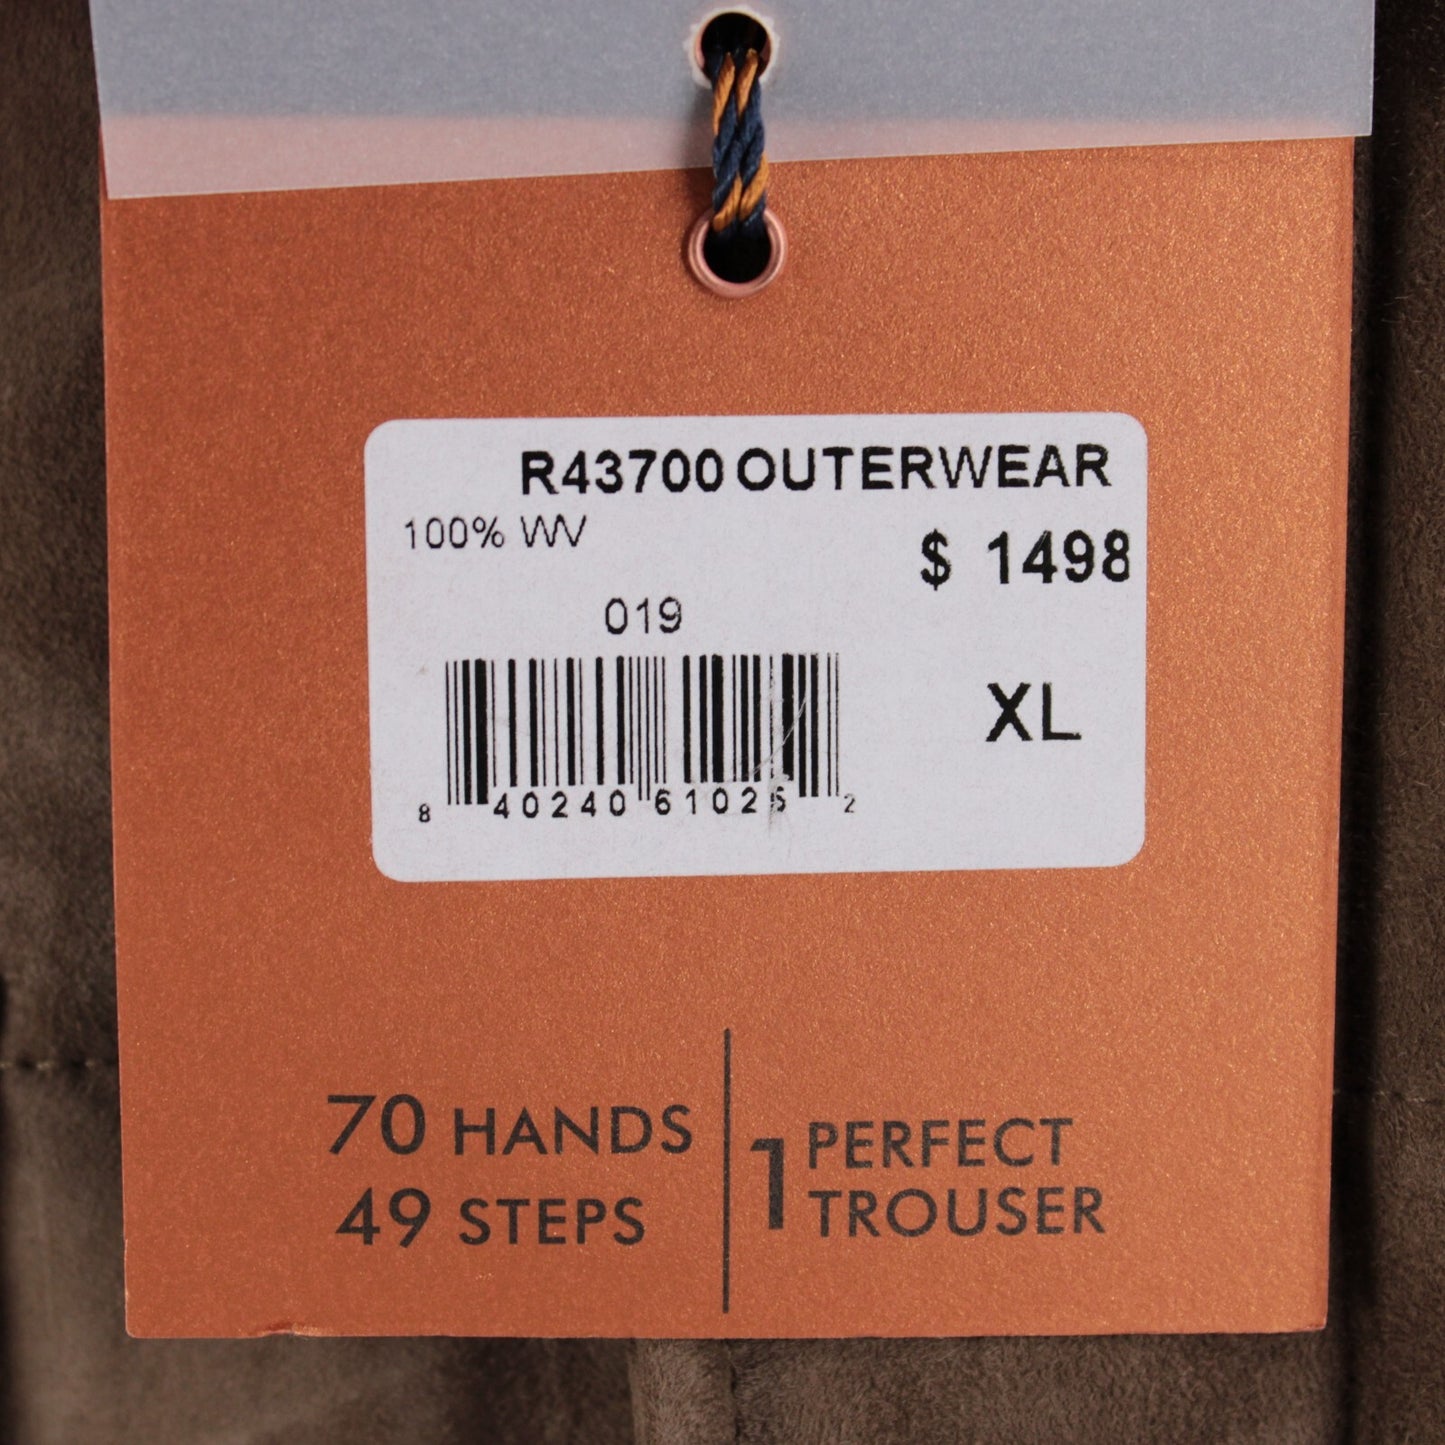 R43700 OUTERWEAR
100% WV
$ 1498
019
XL
8 40240 61026 2
70 HANDS
49 STEPS
1 PERFECT
TROUSER